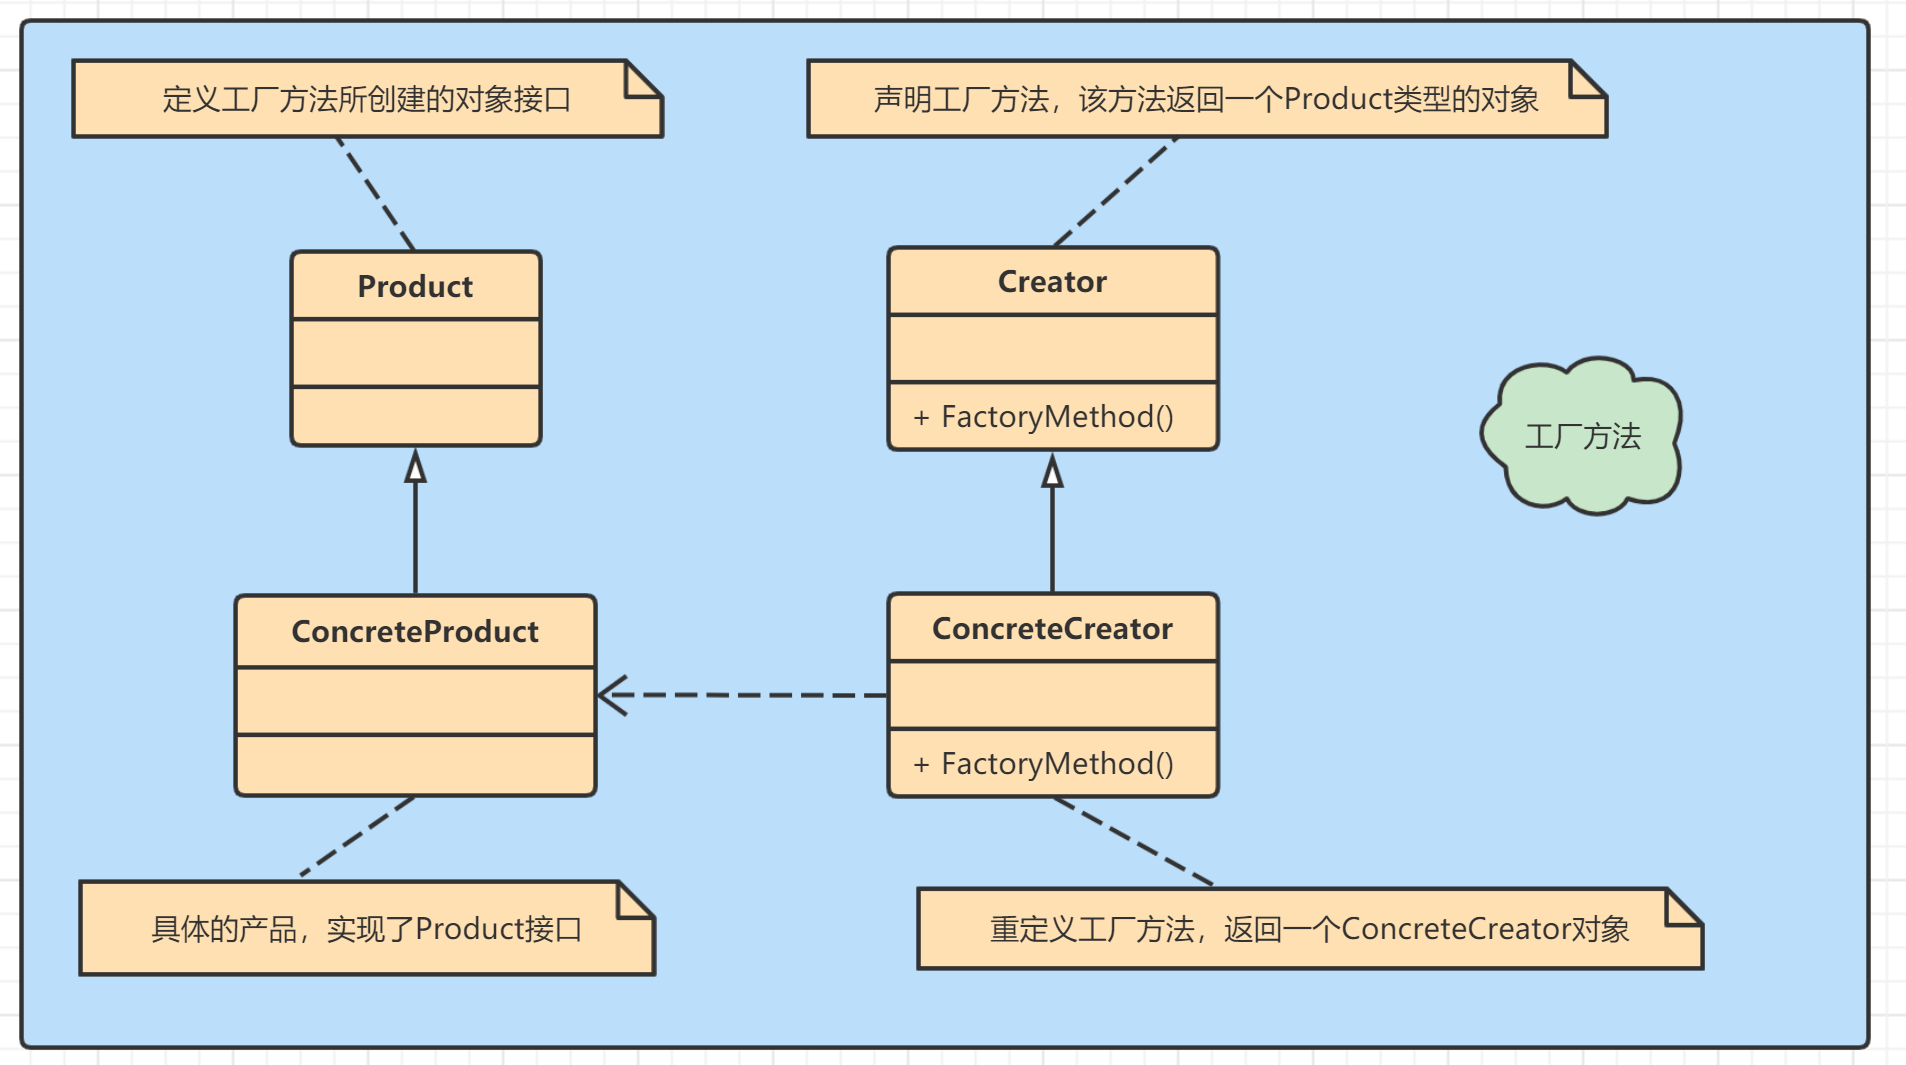 定义工厂方法所创建的对象接口
声明工厂方法，该方法返回一个Product类型的对象
Product
Creator
+ FactoryMethod()
工厂方法
ConcreteProduct
ConcreteCreator
+ FactoryMethod()
具体的产品，实现了Product接口
重定义工厂方法，返回一个ConcreteCreator对象